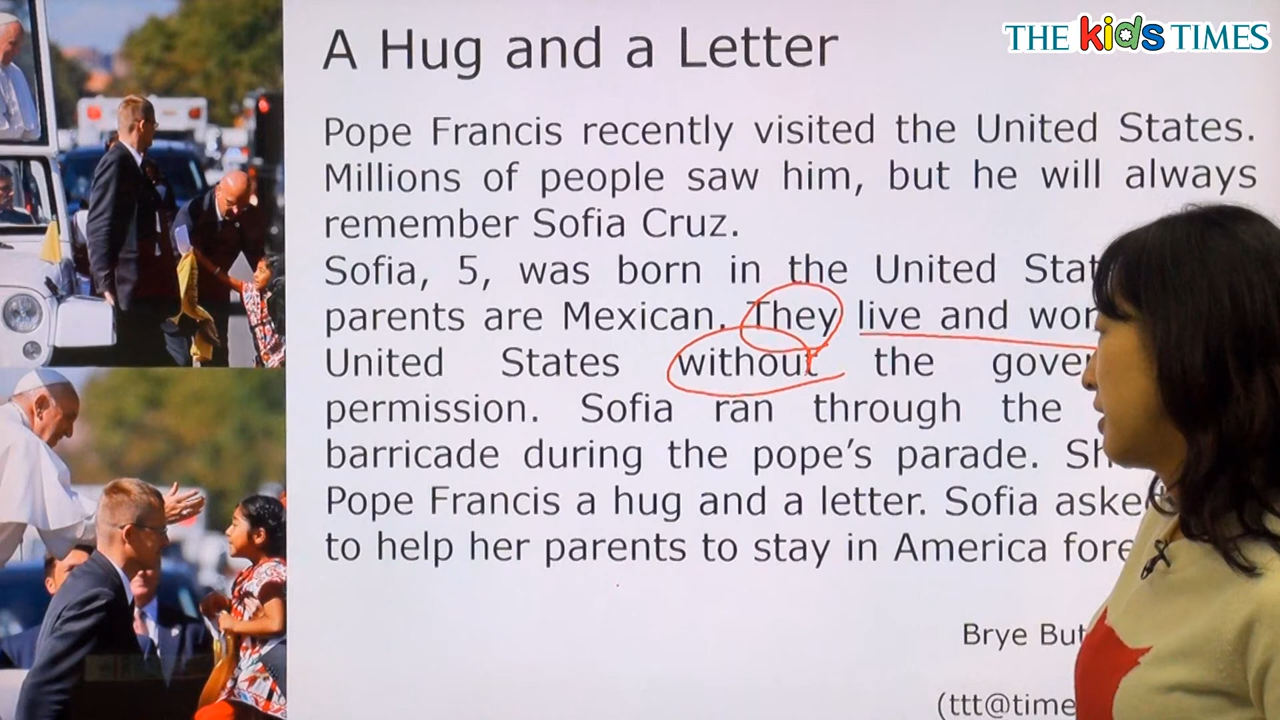 THE kids TIMES
A Hug and a Letter
Pope Francis recently visited the United States.
Millions of people saw him, but he will always
remember Sofia Cruz.
Sofia, 5, was born in the United
parents are Mexican. They live and
United States without the
permission. Sofia ran through the
barricade during the pope's parade.
Pope Francis a hug and a letter. Sofia
to help her parents to stay in America
Brye